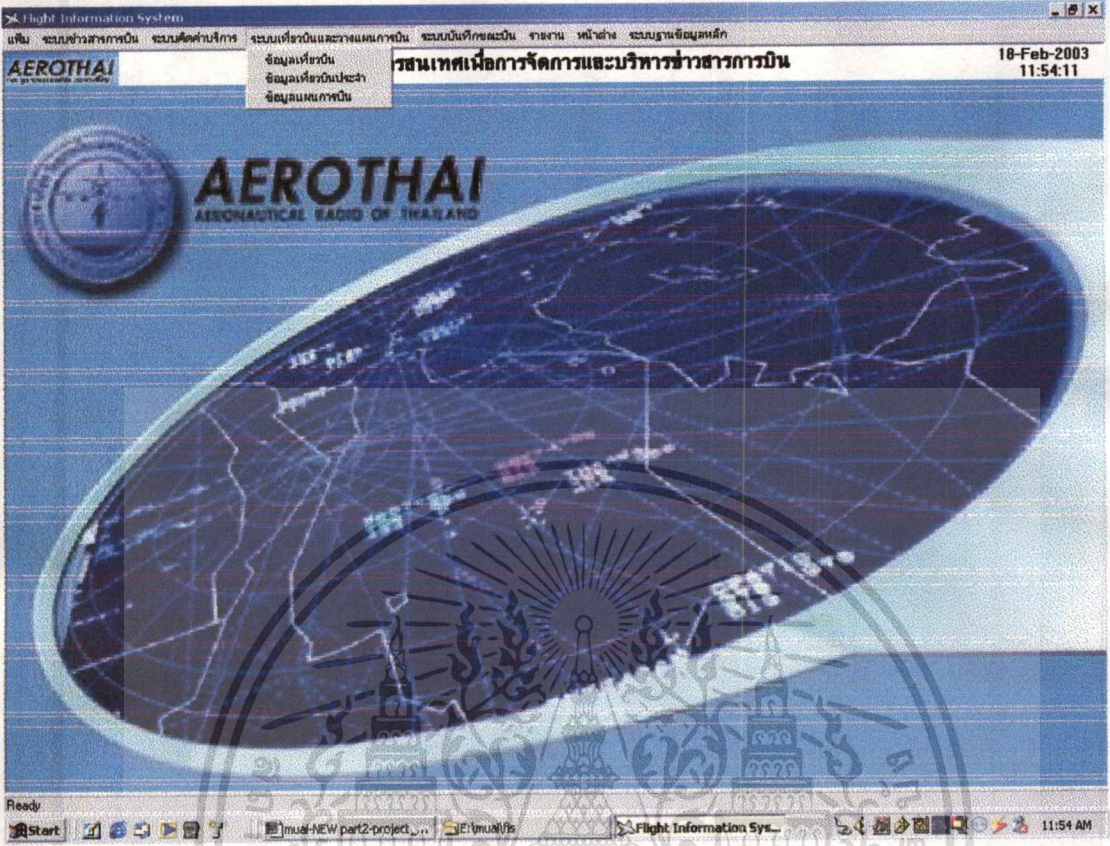 Flight Information System
แฟ้ม ระบบข่าวสารการบิน ระบบคิดค่าบริการ ระบบเที่ยวบินและวางแผนการบิน ระบบบันทึกขณะบิน รายงาน หน้าต่าง ระบบฐานข้อมูลหลัก
AEROTHAI
รสนเทศเพื่อการจัดการและบริหารข่าวสารการบิน
18-Feb-2003
11:54:11
ข้อมูลเที่ยวบิน
ข้อมูลเที่ยวบินประจำ
ข้อมูลแผนการบิน
AEROTHAI
AERONAUTICAL RADIO OF THAILAND
Ready
Start
mual-NEW part2-project_...
E:\mual\fis
Flight Information Sys...
11:54 AM